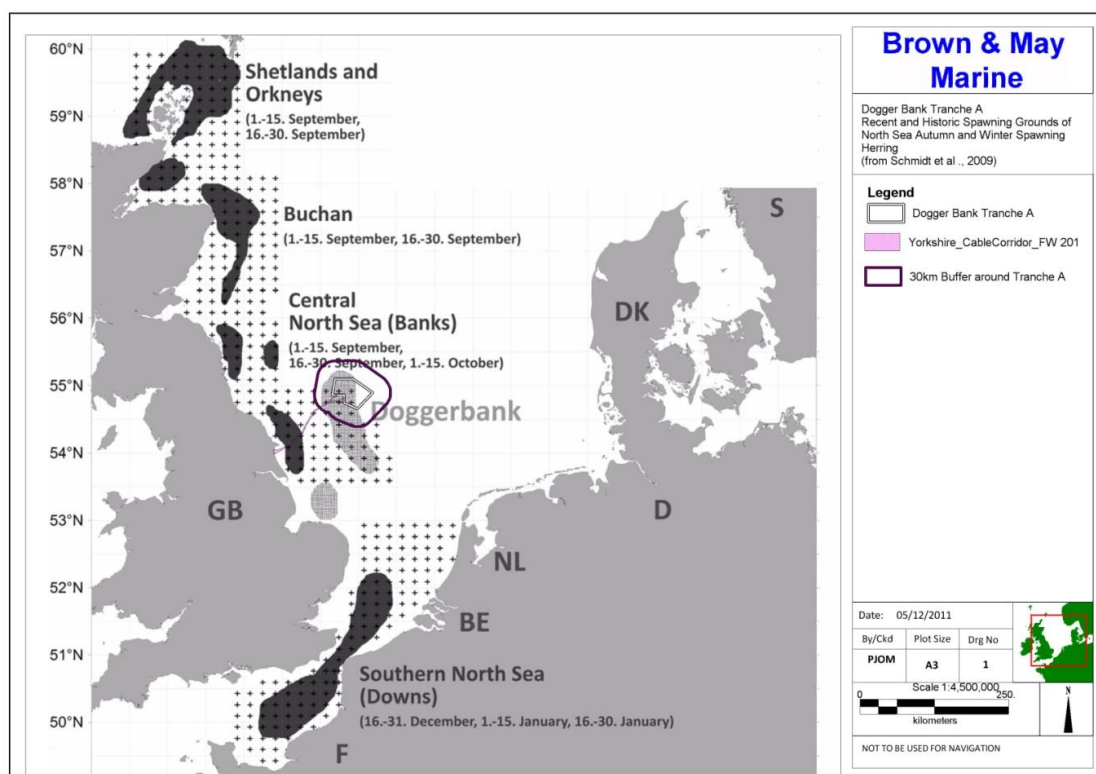 60°N
59°N
58°N
57°N
56°N
55°N
54°N
53°N
52°N
51°N
50°N
Shetlands and
Orkneys
(1.-15. September,
16.-30. September)
Buchan
(1.-15. September, 16.-30. September)
Central
North Sea (Banks)
(1.-15. September,
16.-30. September, 1.-15. October)
Doggerbank
S
DK
GB
D
NL
BE
Southern North Sea
(Downs)
(16.-31. December, 1.-15. January, 16.-30. January)
F
Brown & May
Marine
Dogger Bank Tranche A
Recent and Historic Spawning Grounds of
North Sea Autumn and Winter Spawning
Herring
(from Schmidt et al ., 2009)
Legend
Dogger Bank Tranche A
Yorkshire_CableCorridor_FW 201
30km Buffer around Tranche A
Date: 05/12/2011
By/Ckd Plot Size Drg No
PJOM A3 1
Scale 1:4,500,000
0 250.
kilometers
N
NOT TO BE USED FOR NAVIGATION